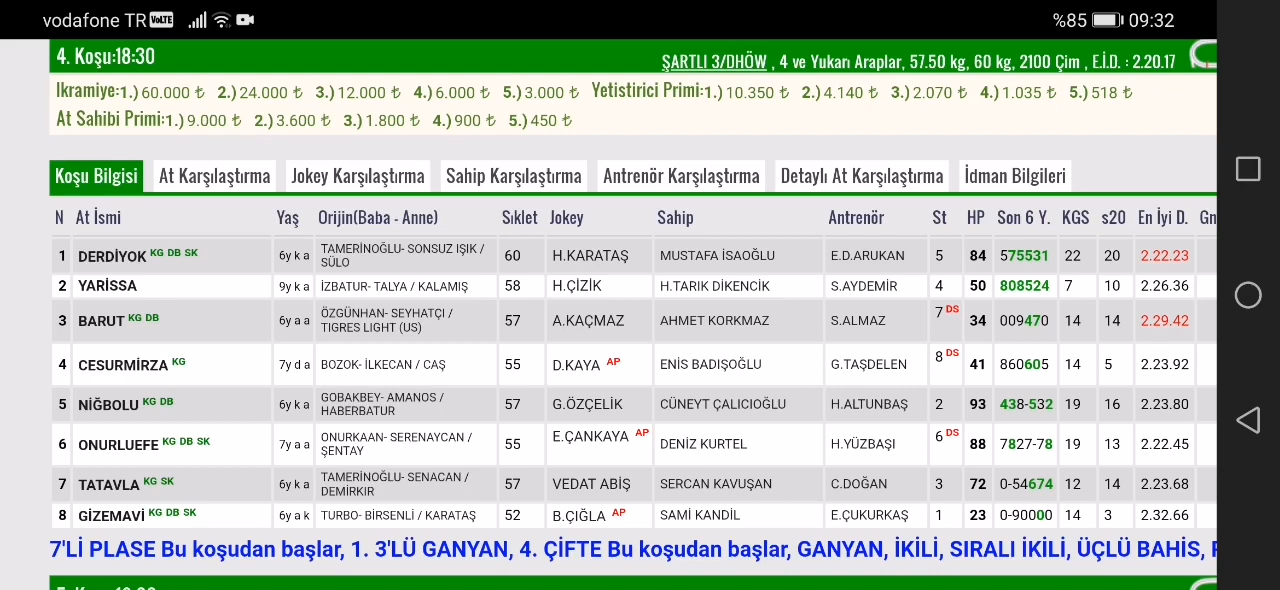 vodafone TR VoLTE %85 09:32
4. Koşu:18:30 ŞARTLI 3/DHÖW , 4 ve Yukarı Araplar, 57.50 kg, 60 kg, 2100 Çim , E.İ.D. : 2.20.17
Ikramiye:1.) 60.000 ₺ 2.) 24.000 ₺ 3.) 12.000 ₺ 4.) 6.000 ₺ 5.) 3.000 ₺ Yetistirici Primi:1.) 10.350 ₺ 2.) 4.140 ₺ 3.) 2.070 ₺ 4.) 1.035 ₺ 5.) 518 ₺
At Sahibi Primi:1.) 9.000 ₺ 2.) 3.600 ₺ 3.) 1.800 ₺ 4.) 900 ₺ 5.) 450 ₺
Koşu Bilgisi At Karşılaştırma Jokey Karşılaştırma Sahip Karşılaştırma Antrenör Karşılaştırma Detaylı At Karşılaştırma İdman Bilgileri
N At İsmi Yaş Orijin(Baba - Anne) Sıklet Jokey Sahip Antrenör St HP Son 6 Y. KGS s20 En İyi D. Gn
1 DERDİYOK KG DB SK 6y k a TAMERİNOĞLU- SONSUZ IŞIK / SÜLO 60 H.KARATAŞ MUSTAFA İSAOĞLU E.D.ARUKAN 5 84 575531 22 20 2.22.23
2 YARİSSA 9y k a İZBATUR- TALYA / KALAMIŞ 58 H.ÇİZİK H.TARIK DİKENCİK S.AYDEMİR 4 50 808524 7 10 2.26.36
3 BARUT KG DB 6y a a ÖZGÜNHAN- SEYHATÇI / TIGRES LIGHT (US) 57 A.KAÇMAZ AHMET KORKMAZ S.ALMAZ 7 DS 34 009470 14 14 2.29.42
4 CESURMİRZA KG 7y d a BOZOK- İLKECAN / CAŞ 55 D.KAYA AP ENİS BADIŞOĞLU G.TAŞDELEN 8 DS 41 860605 14 5 2.23.92
5 NİĞBOLU KG DB 6y k a GOBAKBEY- AMANOS / HABERBATUR 57 G.ÖZÇELİK CÜNEYT ÇALICIOĞLU H.ALTUNBAŞ 2 93 438-532 19 16 2.23.80
6 ONURLUEFE KG DB SK 7y a a ONURKAAN- SERENAYCAN / ŞENTAY 55 E.ÇANKAYA AP DENİZ KURTEL H.YÜZBAŞI 6 DS 88 7827-78 19 13 2.22.45
7 TATAVLA KG SK 6y k a TAMERİNOĞLU- SENACAN / DEMİRKIR 57 VEDAT ABİŞ SERCAN KAVUŞAN C.DOĞAN 3 72 0-54674 12 14 2.23.68
8 GİZEMAVİ KG DB SK 6y a k TURBO- BİRSENLİ / KARATAŞ 52 B.ÇIĞLA AP SAMİ KANDİL E.ÇUKURKAŞ 1 23 0-90000 14 3 2.32.66
7'Lİ PLASE Bu koşudan başlar, 1. 3'LÜ GANYAN, 4. ÇİFTE Bu koşudan başlar, GANYAN, İKİLİ, SIRALI İKİLİ, ÜÇLÜ BAHİS,